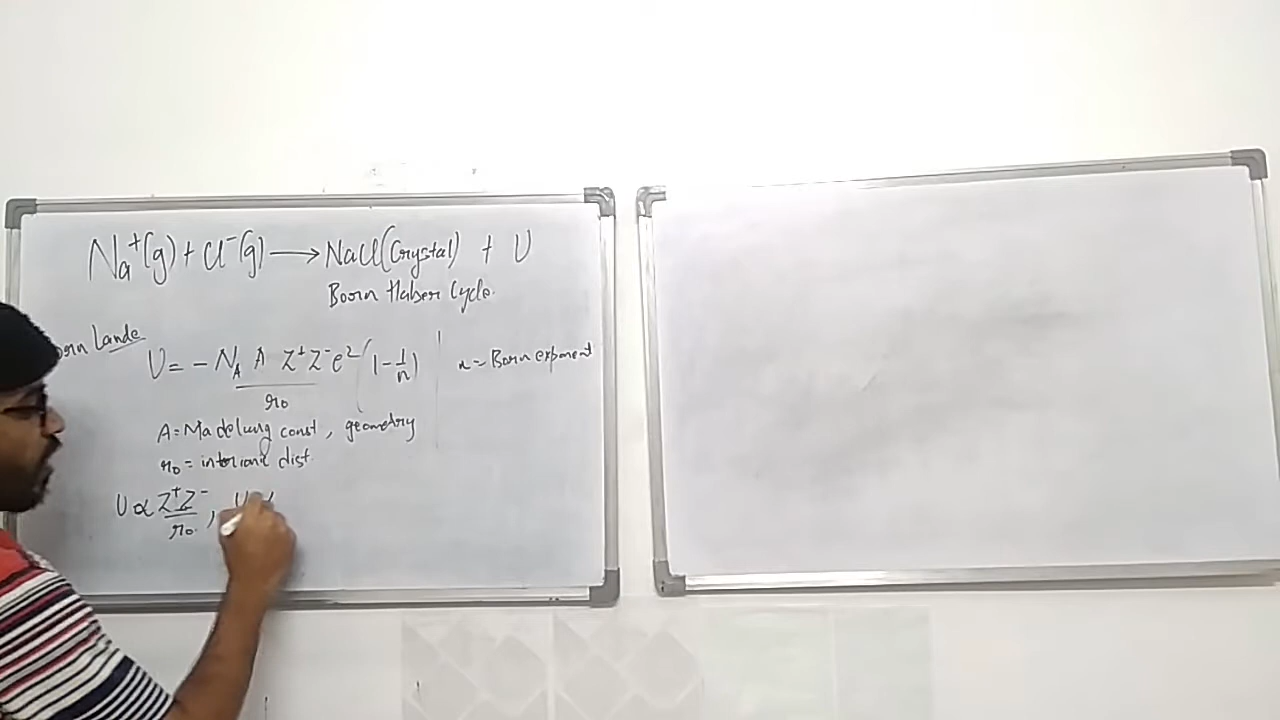 Na⁺(g) + Cl⁻(g) ⟶ NaCl(Crystal) + U
Born Haber Cycle.
Lande
U = - N_A A Z⁺ Z⁻ e² / r₀ (1 - 1/n)
n = Born exponent
A = Madelung const, geometry
r₀ = interionic dist.
U ∝ Z⁺Z⁻ / r₀. , U